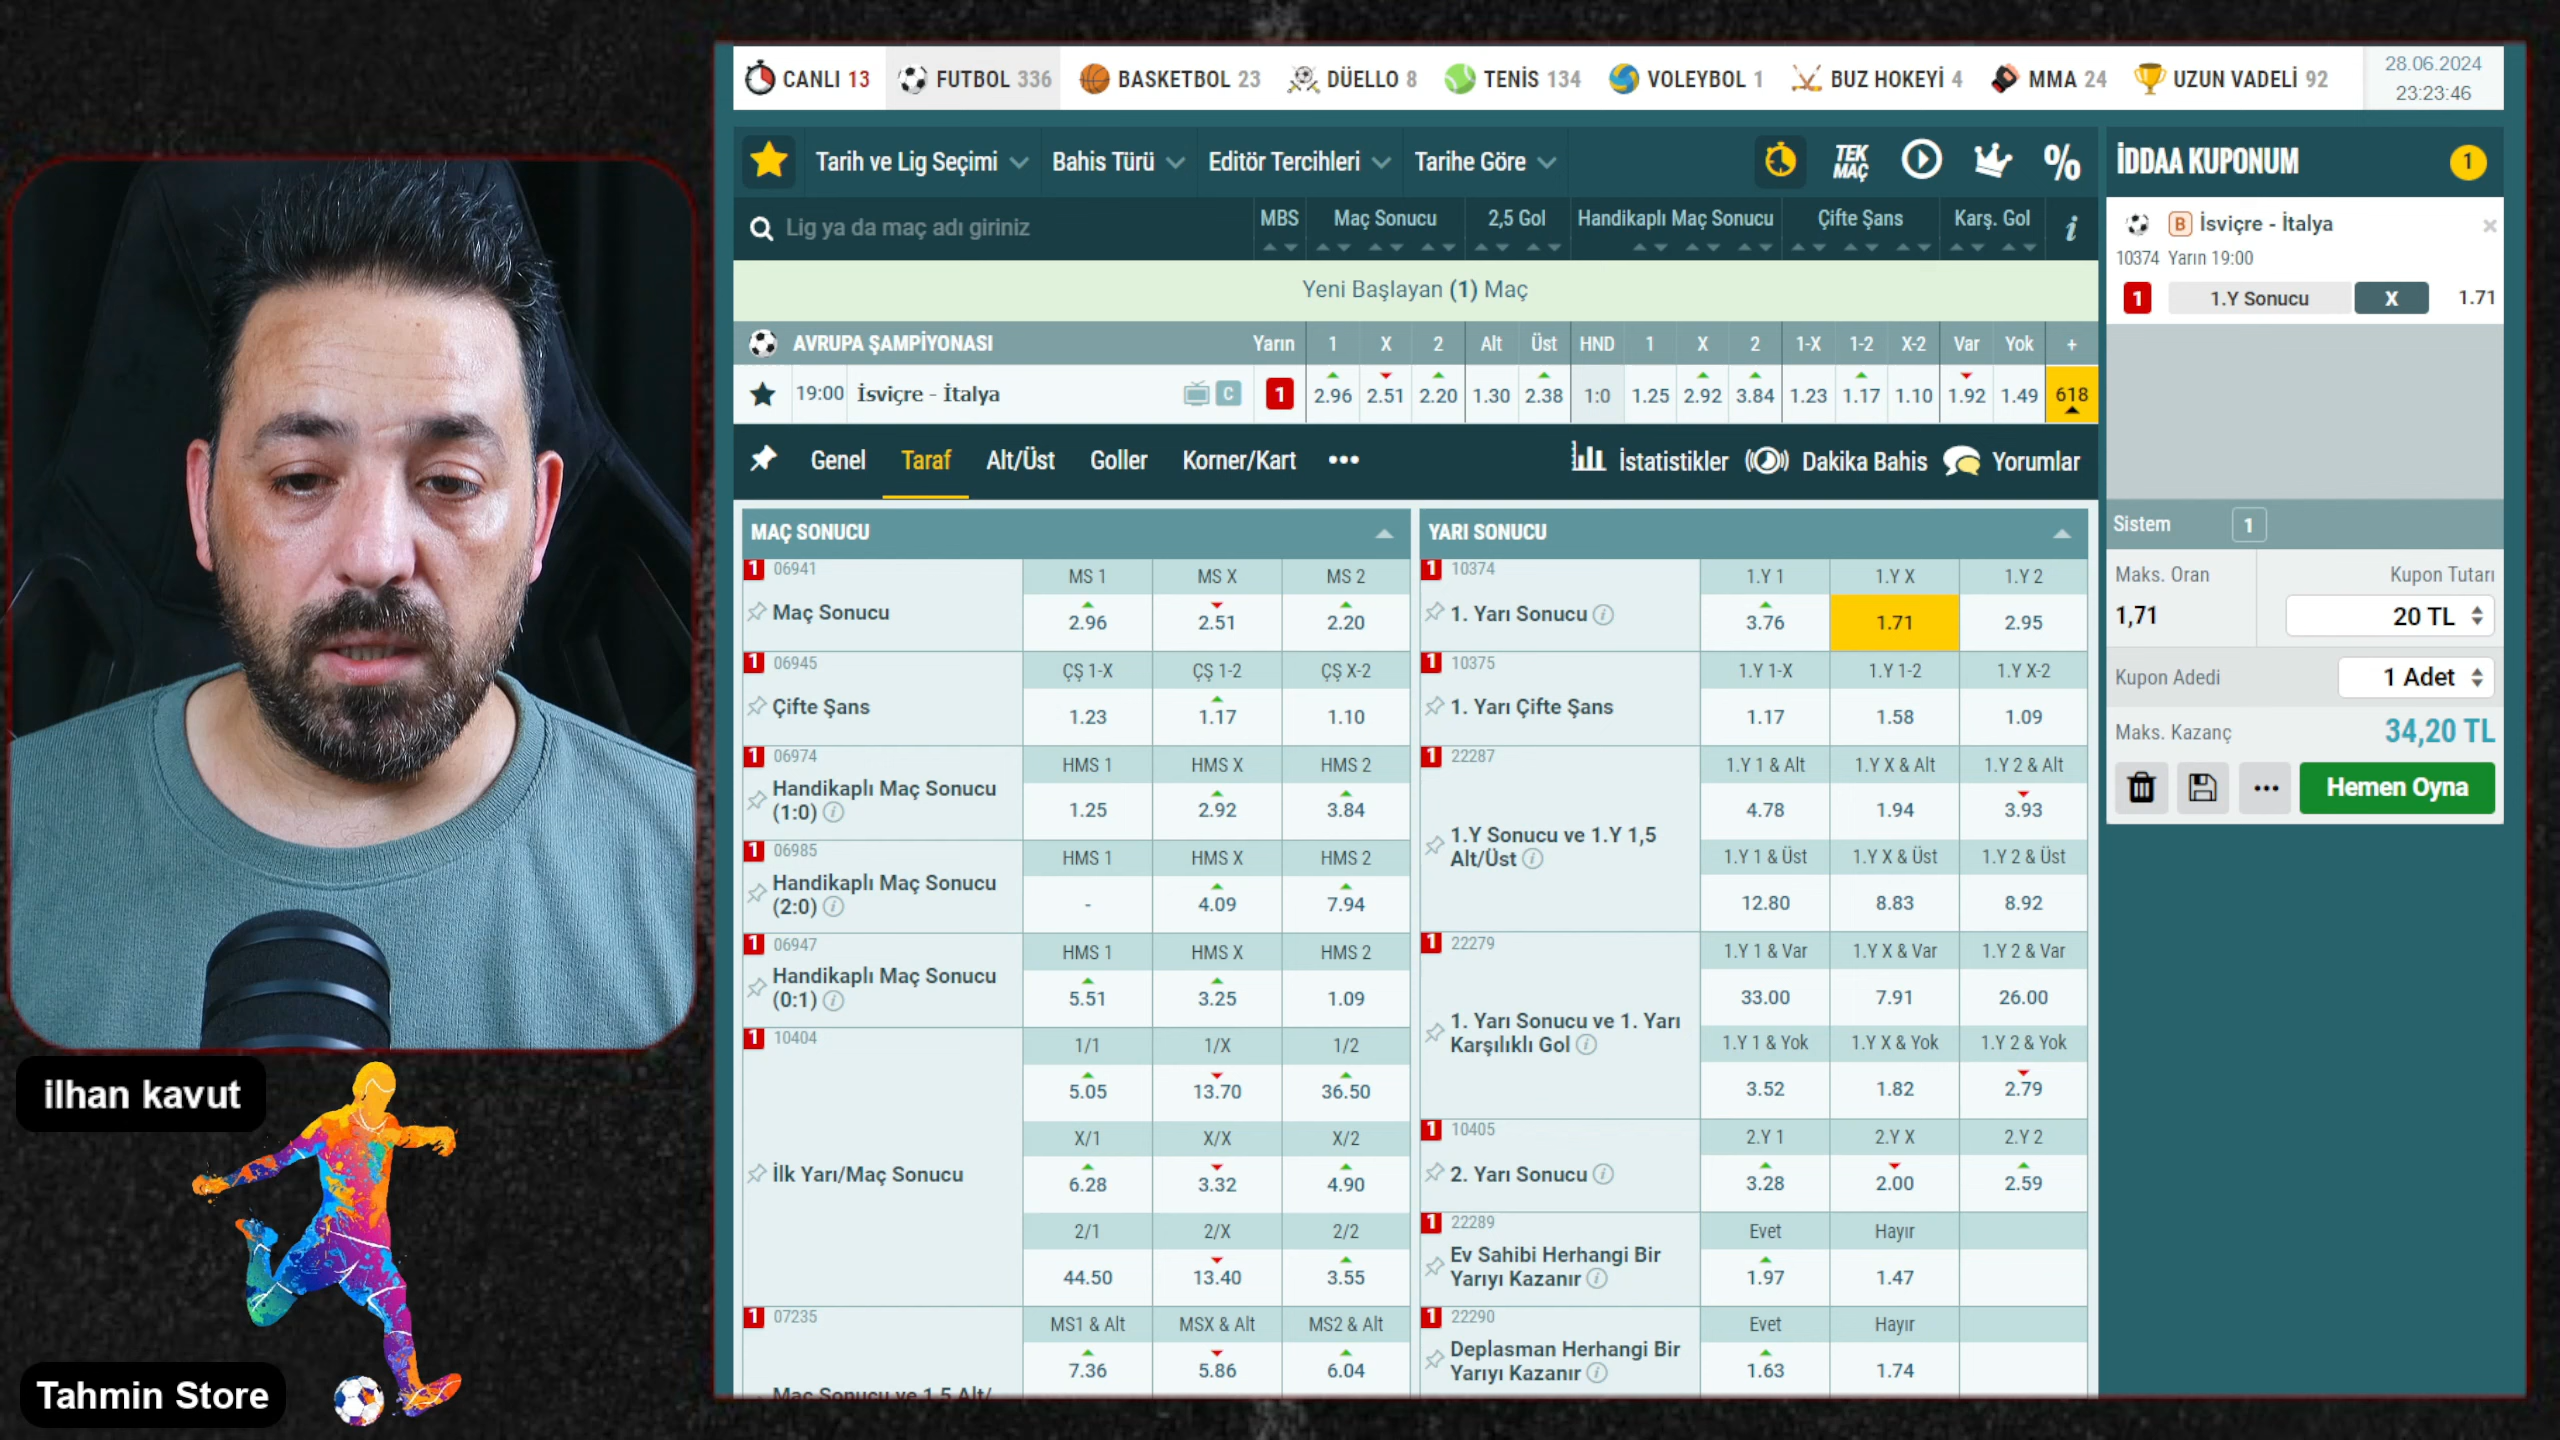 CANLI 13 FUTBOL 336 BASKETBOL 23 DÜELLO 8 TENİS 134 VOLEYBOL 1 BUZ HOKEYİ 4 MMA 24 UZUN VADELİ 92
28.06.2024
23:23:46
Tarih ve Lig Seçimi Bahis Türü Editör Tercihleri Tarihe Göre TEK MAÇ %
Lig ya da maç adı giriniz MBS Maç Sonucu 2,5 Gol Handikaplı Maç Sonucu Çifte Şans Karş. Gol i
Yeni Başlayan (1) Maç
AVRUPA ŞAMPİYONASI Yarın 1 X 2 Alt Üst HND 1 X 2 1-X 1-2 X-2 Var Yok +
19:00 İsviçre - İtalya C 1 2.96 2.51 2.20 1.30 2.38 1:0 1.25 2.92 3.84 1.23 1.17 1.10 1.92 1.49 618
Genel Taraf Alt/Üst Goller Korner/Kart ••• İstatistikler Dakika Bahis Yorumlar
MAÇ SONUCU
1 06941 MS 1 MS X MS 2
Maç Sonucu 2.96 2.51 2.20
1 06945 ÇŞ 1-X ÇŞ 1-2 ÇŞ X-2
Çifte Şans 1.23 1.17 1.10
1 06974 HMS 1 HMS X HMS 2
Handikaplı Maç Sonucu
(1:0) 1.25 2.92 3.84
1 06985 HMS 1 HMS X HMS 2
Handikaplı Maç Sonucu
(2:0) - 4.09 7.94
1 06947 HMS 1 HMS X HMS 2
Handikaplı Maç Sonucu
(0:1) 5.51 3.25 1.09
1 10404 1/1 1/X 1/2
5.05 13.70 36.50
X/1 X/X X/2
İlk Yarı/Maç Sonucu 6.28 3.32 4.90
2/1 2/X 2/2
44.50 13.40 3.55
1 07235 MS1 & Alt MSX & Alt MS2 & Alt
7.36 5.86 6.04
Maç Sonucu ve 1,5 Alt/
YARI SONUCU
1 10374 1.Y 1 1.Y X 1.Y 2
1. Yarı Sonucu 3.76 1.71 2.95
1 10375 1.Y 1-X 1.Y 1-2 1.Y X-2
1. Yarı Çifte Şans 1.17 1.58 1.09
1 22287 1.Y 1 & Alt 1.Y X & Alt 1.Y 2 & Alt
4.78 1.94 3.93
1.Y Sonucu ve 1.Y 1,5
Alt/Üst 1.Y 1 & Üst 1.Y X & Üst 1.Y 2 & Üst
12.80 8.83 8.92
1 22279 1.Y 1 & Var 1.Y X & Var 1.Y 2 & Var
33.00 7.91 26.00
1. Yarı Sonucu ve 1. Yarı
Karşılıklı Gol 1.Y 1 & Yok 1.Y X & Yok 1.Y 2 & Yok
3.52 1.82 2.79
1 10405 2.Y 1 2.Y X 2.Y 2
2. Yarı Sonucu 3.28 2.00 2.59
1 22289 Evet Hayır
Ev Sahibi Herhangi Bir
Yarıyı Kazanır 1.97 1.47
1 22290 Evet Hayır
Deplasman Herhangi Bir
Yarıyı Kazanır 1.63 1.74
İDDAA KUPONUM 1
B İsviçre - İtalya
10374 Yarın 19:00
1 1.Y Sonucu X 1.71
Sistem 1
Maks. Oran Kupon Tutarı
1,71 20 TL
Kupon Adedi 1 Adet
Maks. Kazanç 34,20 TL
Hemen Oyna
ilhan kavut
Tahmin Store